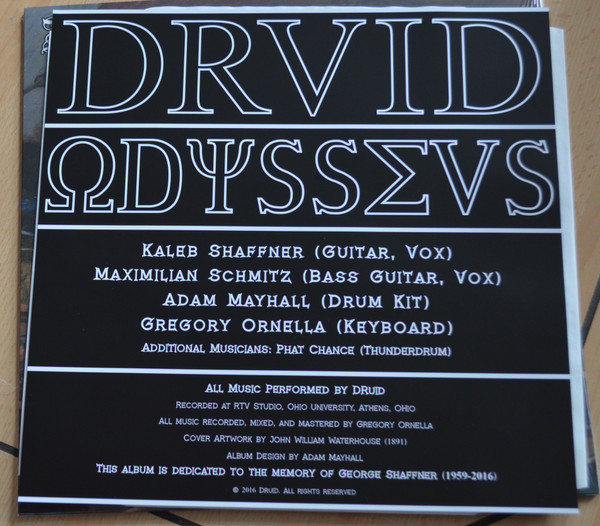 DRVID
ΩDΨSSΣVS
Kaleb Shaffner (Guitar, Vox)
Maximilian Schmitz (Bass Guitar, Vox)
Adam Mayhall (Drum Kit)
Gregory Ornella (Keyboard)
Additional Musicians: Phat Chance (Thunderdrum)
All Music Performed by DRuid
Recorded at RTV Studio, Ohio University, Athens, Ohio
All music recorded, mixed, and mastered by Gregory Ornella
Cover Artwork by John William Waterhouse (1891)
Album Design by Adam Mayhall
This album is dedicated to the memory of George Shaffner (1959-2016)
© 2016 Druid. All rights reserved